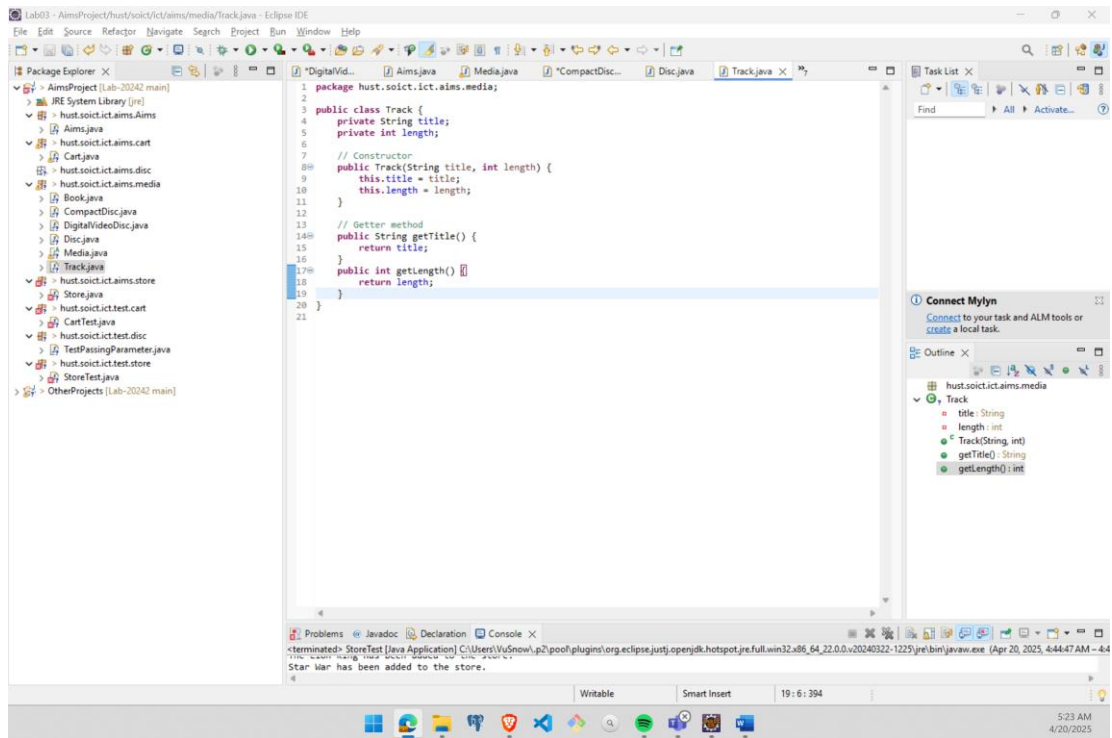 Lab03 - AimsProject/hust/soict/ict/aims/media/Track.java - Eclipse IDE
File Edit Source Refactor Navigate Search Project Run Window Help
Package Explorer
AimsProject [Lab-20242 main]
JRE System Library [jre]
> hust.soict.ict.aims.Aims
Aims.java
> hust.soict.ict.aims.cart
Cart.java
> hust.soict.ict.aims.disc
> hust.soict.ict.aims.media
Book.java
CompactDisc.java
DigitalVideoDisc.java
Disc.java
Media.java
Track.java
> hust.soict.ict.aims.store
Store.java
> hust.soict.ict.test.cart
CartTest.java
> hust.soict.ict.test.disc
TestPassingParameter.java
> hust.soict.ict.test.store
StoreTest.java
> OtherProjects [Lab-20242 main]
*DigitalVid... Aims.java Media.java *CompactDisc... Disc.java Track.java »7
1 package hust.soict.ict.aims.media;
2
3 public class Track {
4 private String title;
5 private int length;
6
7 // Constructor
8 public Track(String title, int length) {
9 this.title = title;
10 this.length = length;
11 }
12
13 // Getter method
14 public String getTitle() {
15 return title;
16 }
17 public int getLength() {
18 return length;
19 }
20 }
21
Task List
Find All Activate...
Connect Mylyn
Connect to your task and ALM tools or
create a local task.
Outline
hust.soict.ict.aims.media
Track
title : String
length : int
Track(String, int)
getTitle() : String
getLength() : int
Problems Javadoc Declaration Console
<terminated> StoreTest [Java Application] C:\Users\VuSnow\.p2\pool\plugins\org.eclipse.justj.openjdk.hotspot.jre.full.win32.x86_64_22.0.0.v20240322-1225\jre\bin\javaw.exe (Apr 20, 2025, 4:44:47 AM – 4:4
The Lion King has been added to the store.
Star War has been added to the store.
Writable Smart Insert 19 : 6 : 394
5:23 AM
4/20/2025